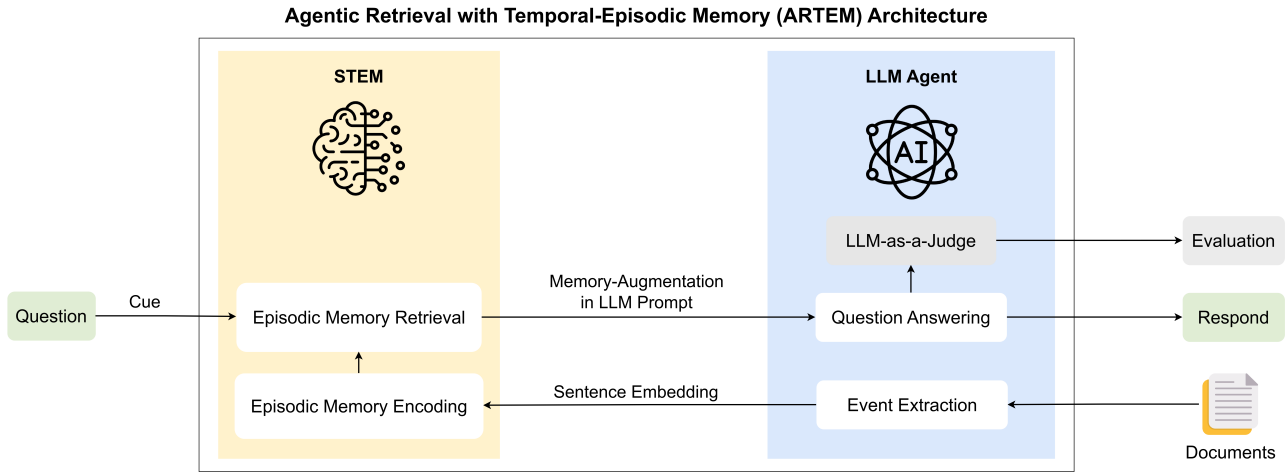 Agentic Retrieval with Temporal-Episodic Memory (ARTEM) Architecture
STEM
LLM Agent
AI
LLM-as-a-Judge
Evaluation
Question
Cue
Episodic Memory Retrieval
Memory-Augmentation
in LLM Prompt
Question Answering
Respond
Episodic Memory Encoding
Sentence Embedding
Event Extraction
Documents